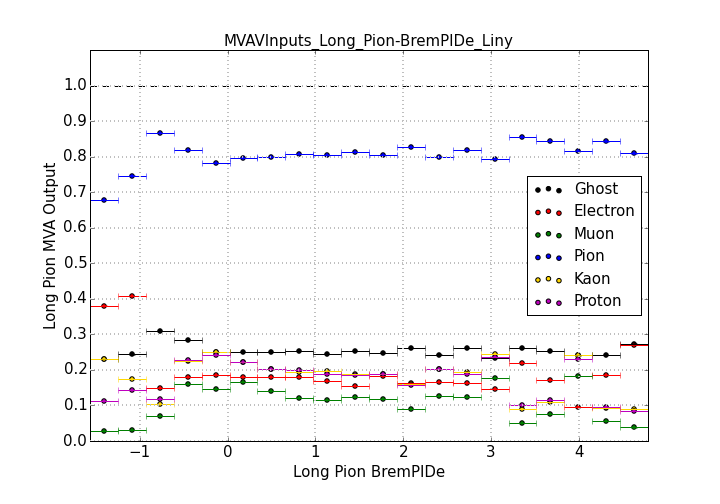 MVAVInputs_Long_Pion-BremPIDe_Liny
Long Pion MVA Output
1.0
0.9
0.8
0.7
0.6
0.5
0.4
0.3
0.2
0.1
0.0
Ghost
Electron
Muon
Pion
Kaon
Proton
−1 0 1 2 3 4
Long Pion BremPIDe